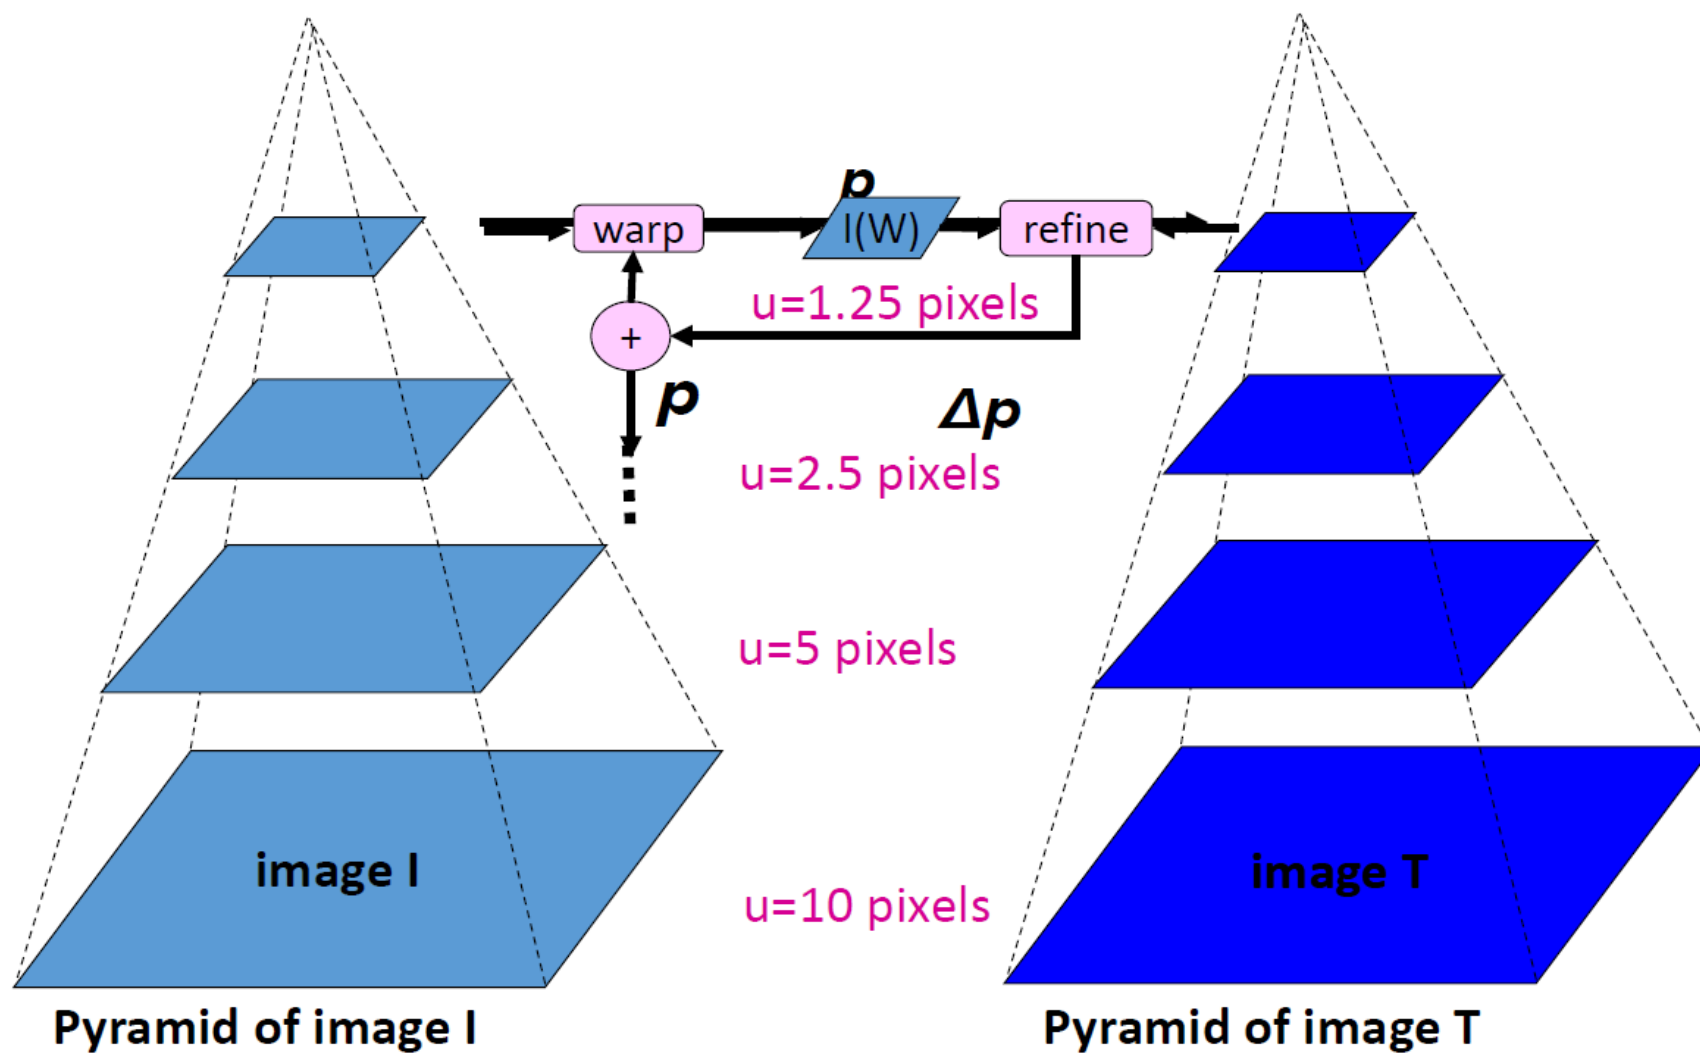 p
warp
I(W)
refine
u=1.25 pixels
+
p
Δp
u=2.5 pixels
u=5 pixels
image I
image T
u=10 pixels
Pyramid of image I
Pyramid of image T